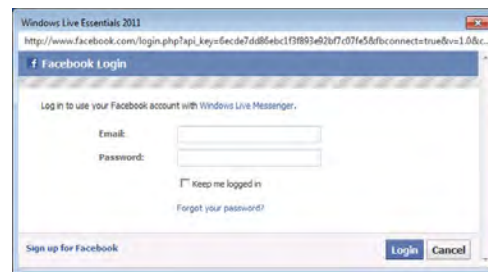 Windows Live Essentials 2011
http://www.facebook.com/login.php?api_key=6ecde7dd86ebc1f3f893e92bf7c07fe5&fbconnect=true&v=1.0&c...
f Facebook Login
Log in to use your Facebook account with Windows Live Messenger.
Email:
Password:
Keep me logged in
Forgot your password?
Sign up for Facebook
Login Cancel